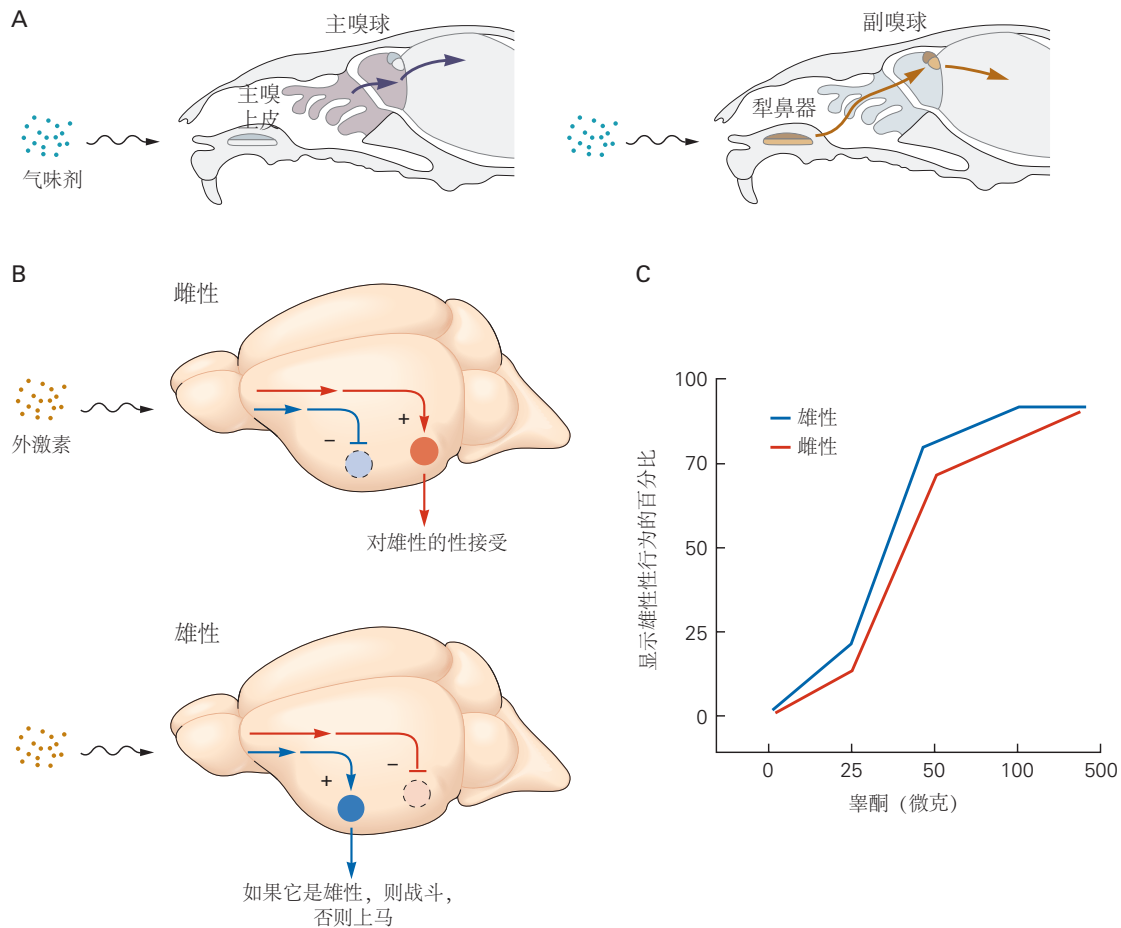 A
主嗅球
主嗅
上皮
气味剂
副嗅球
犁鼻器
B
雌性
外激素
+
−
对雄性的性接受
雄性
+
−
如果它是雄性，则战斗，
否则上马
C
100
70
50
25
0
显示雄性性行为的百分比
雄性
雌性
0 25 50 100 500
睾酮（微克）